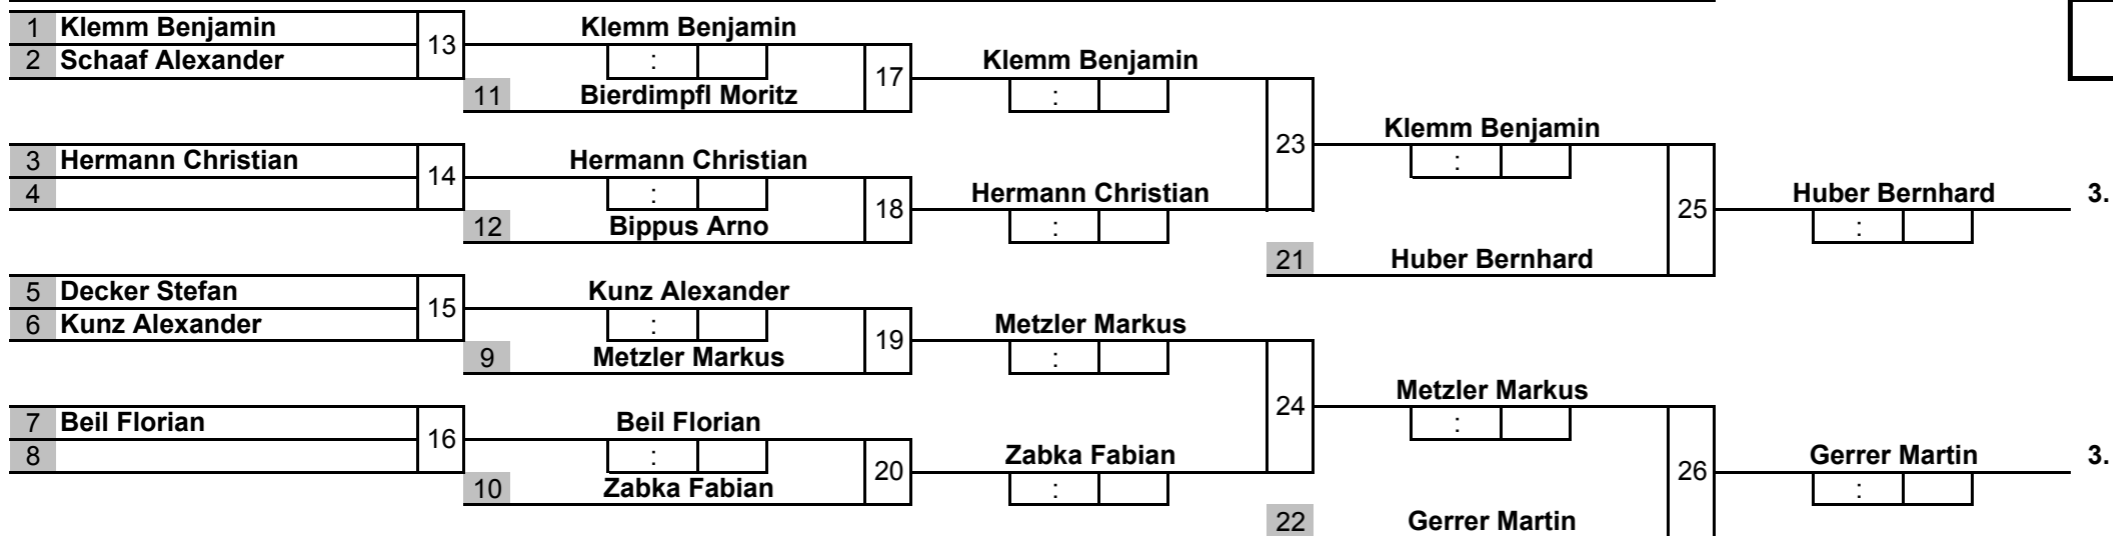 1 Klemm Benjamin 13 Klemm Benjamin
2 Schaaf Alexander : 17 Klemm Benjamin
11 Bierdimpfl Moritz :
23 Klemm Benjamin
3 Hermann Christian 14 Hermann Christian :
4 : 18 Hermann Christian 25 Huber Bernhard 3.
12 Bippus Arno : :
21 Huber Bernhard
5 Decker Stefan 15 Kunz Alexander
6 Kunz Alexander : 19 Metzler Markus
9 Metzler Markus :
24 Metzler Markus
7 Beil Florian 16 Beil Florian :
8 : 20 Zabka Fabian 26 Gerrer Martin 3.
10 Zabka Fabian : :
22 Gerrer Martin